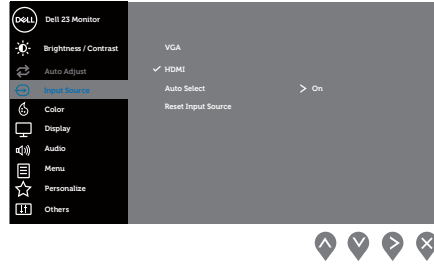 DELL
Dell 23 Monitor
Brightness / Contrast
Auto Adjust
Input Source
Color
Display
Audio
Menu
Personalize
Others
VGA
HDMI
Auto Select On
Reset Input Source